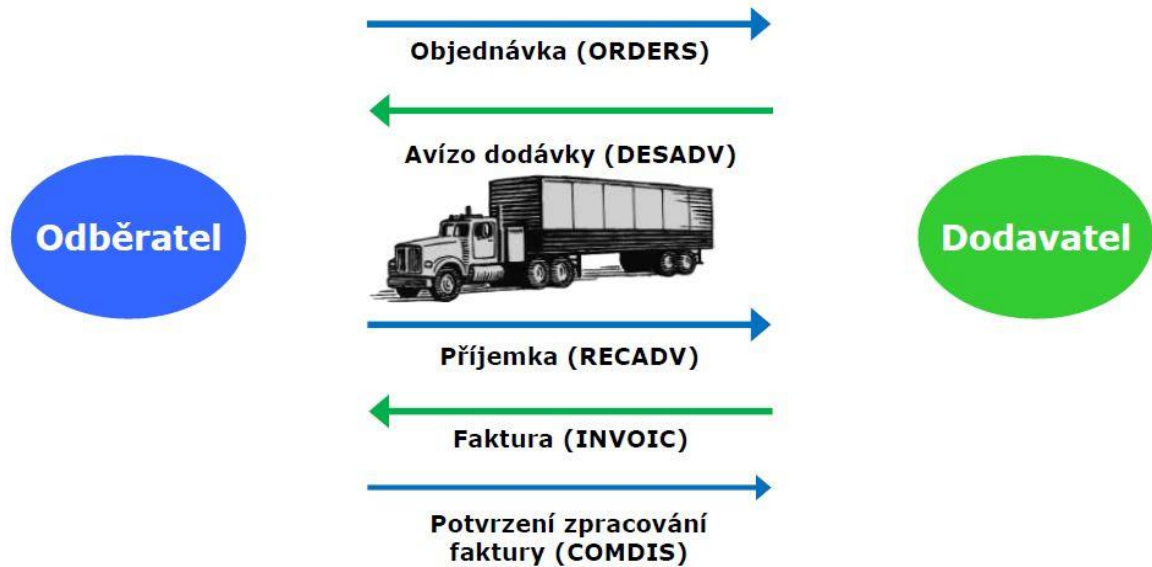 Objednávka (ORDERS)
Avízo dodávky (DESADV)
Odběratel
Dodavatel
Příjemka (RECADV)
Faktura (INVOIC)
Potvrzení zpracování
faktury (COMDIS)